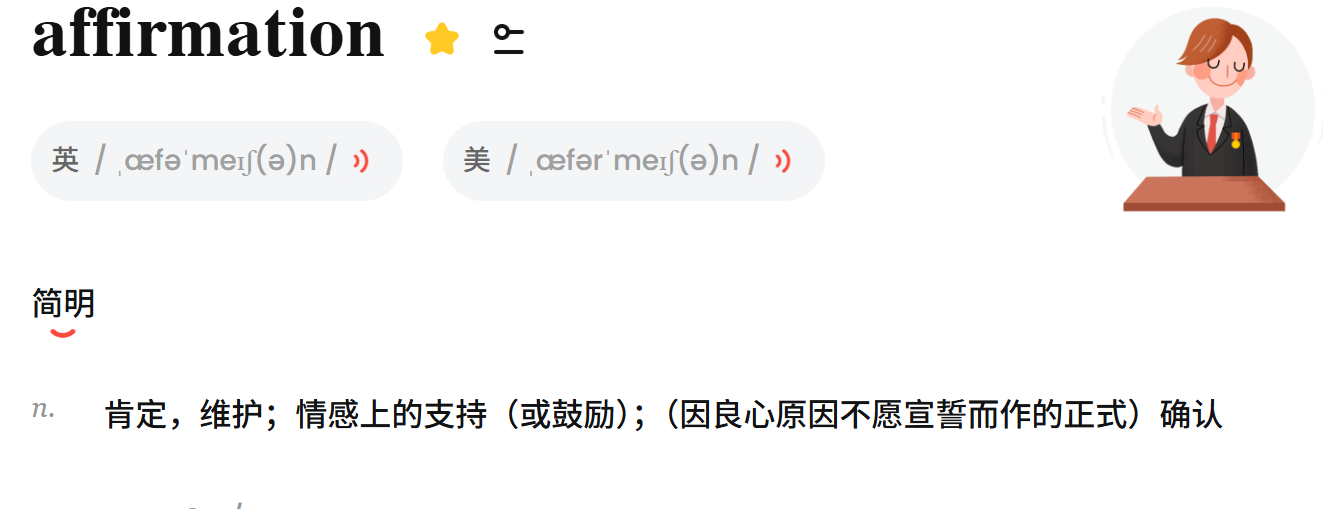 affirmation
英 / ˌæfəˈmeɪʃ(ə)n / 美 / ˌæfərˈmeɪʃ(ə)n /
简明
n. 肯定，维护；情感上的支持（或鼓励）；（因良心原因不愿宣誓而作的正式）确认